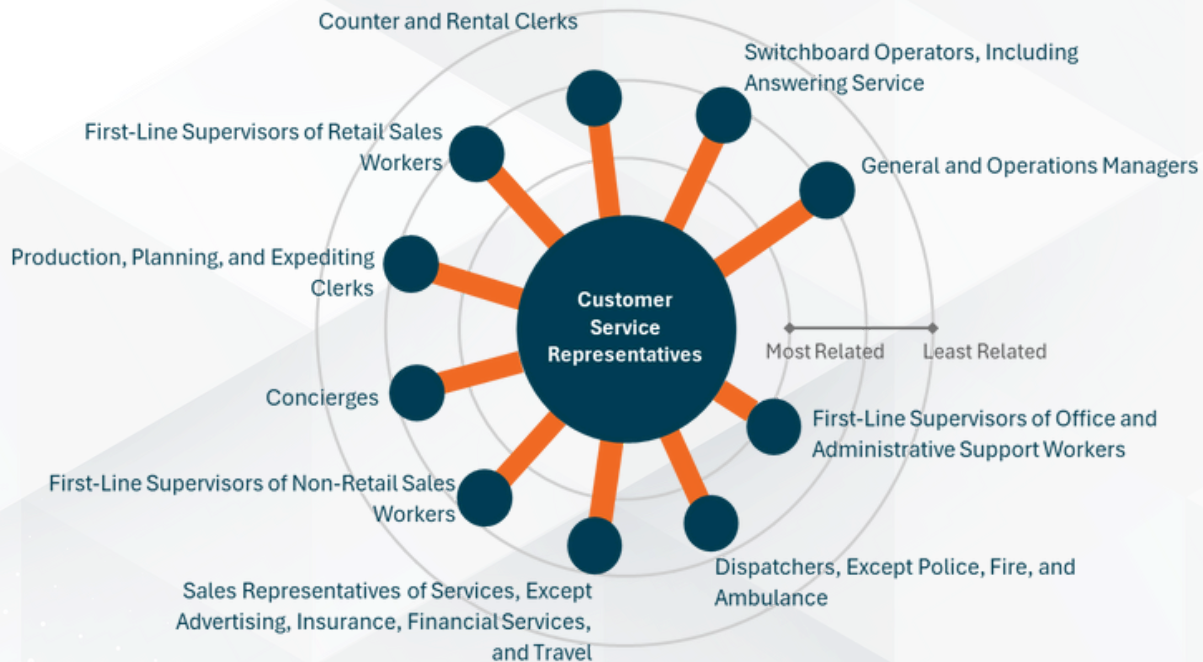 Counter and Rental Clerks
Switchboard Operators, Including
Answering Service
First-Line Supervisors of Retail Sales
Workers
General and Operations Managers
Production, Planning, and Expediting
Clerks
Customer
Service
Representatives
Most Related
Least Related
Concierges
First-Line Supervisors of Office and
Administrative Support Workers
First-Line Supervisors of Non-Retail Sales
Workers
Dispatchers, Except Police, Fire, and
Ambulance
Sales Representatives of Services, Except
Advertising, Insurance, Financial Services,
and Travel